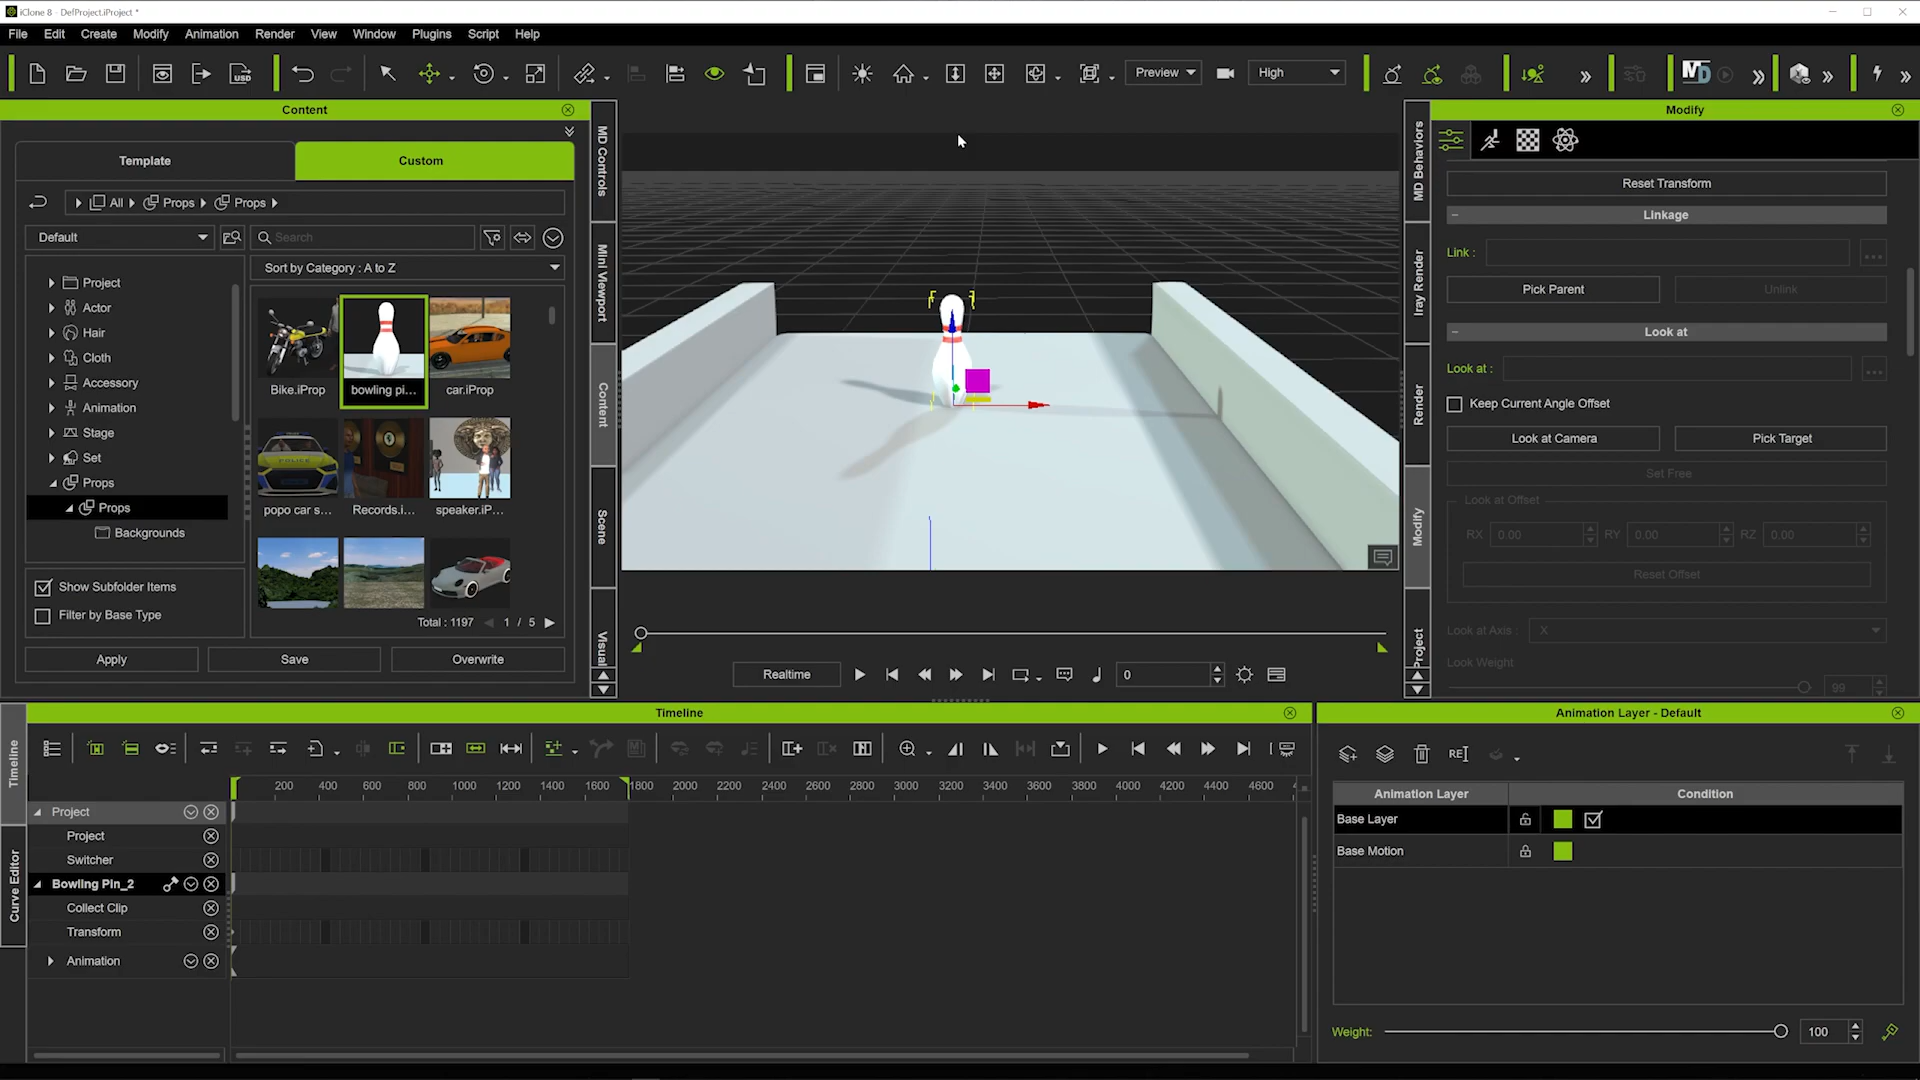 iClone 8 - DefProject.iProject *
File Edit Create Modify Animation Render View Window Plugins Script Help
USD
Preview
High
MD
Content
Template
Custom
All
Props
Props
Default
Search
Project
Actor
Hair
Cloth
Accessory
Animation
Stage
Set
Props
Props
Backgrounds
Show Subfolder Items
Filter by Base Type
Sort by Category : A to Z
Bike.iProp
bowling pi...
car.iProp
popo car s...
Records.i...
speaker.iP...
POLICE
Total : 1197 1 / 5
Apply
Save
Overwrite
MD Controls
Mini Viewport
Content
Scene
Visual
Realtime
0
MD Behaviors
Iray Render
Render
Modify
Project
Modify
Reset Transform
Linkage
Link :
...
Pick Parent
Unlink
Look at
Look at :
...
Keep Current Angle Offset
Look at Camera
Pick Target
Set Free
Look at Offset
RX 0.00 RY 0.00 RZ 0.00
Reset Offset
Look at Axis : X
Look Weight
99
Timeline
Timeline
Curve Editor
200 400 600 800 1000 1200 1400 1600 1800 2000 2200 2400 2600 2800 3000 3200 3400 3600 3800 4000 4200 4400 4600
Project
Project
Switcher
Bowling Pin_2
Collect Clip
Transform
Animation
Animation Layer - Default
REI
Animation Layer
Condition
Base Layer
Base Motion
Weight:
100